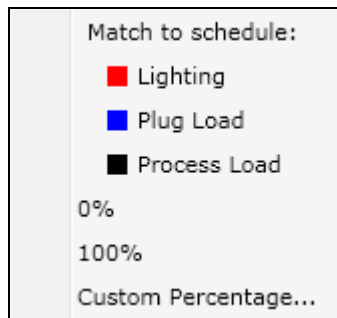 Match to schedule:
Lighting
Plug Load
Process Load
0%
100%
Custom Percentage...